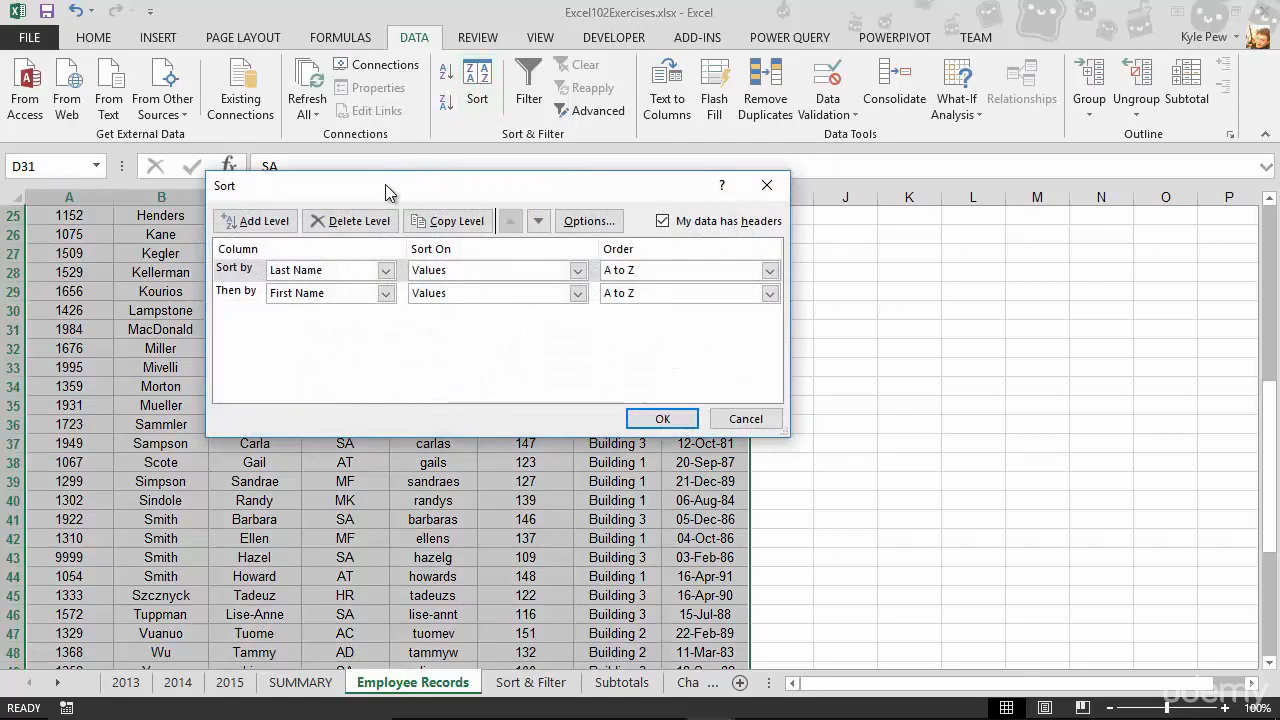 Excel102Exercises.xlsx - Excel
FILE HOME INSERT PAGE LAYOUT FORMULAS DATA REVIEW VIEW DEVELOPER ADD-INS POWER QUERY POWERPIVOT TEAM Kyle Pew
From Access
From Web
From Text
From Other Sources
Existing Connections
Get External Data
Refresh All
Connections
Properties
Edit Links
Connections
Sort
Filter
Clear
Reapply
Advanced
Sort & Filter
Text to Columns
Flash Fill
Remove Duplicates
Data Validation
Consolidate
What-If Analysis
Relationships
Data Tools
Group
Ungroup
Subtotal
Outline
D31 fx SA
Sort ?
Add Level Delete Level Copy Level Options... My data has headers
Column Sort On Order
Sort by Last Name Values A to Z
Then by First Name Values A to Z
OK Cancel
A B J K L M N O P
25 1152 Henders
26 1075 Kane
27 1509 Kegler
28 1529 Kellerman
29 1656 Kourios
30 1426 Lampstone
31 1984 MacDonald
32 1676 Miller
33 1995 Mivelli
34 1359 Morton
35 1931 Mueller
36 1723 Sammler
37 1949 Sampson Carla SA carlas 147 Building 3 12-Oct-81
38 1067 Scote Gail AT gails 123 Building 1 20-Sep-87
39 1299 Simpson Sandrae MF sandraes 127 Building 1 21-Dec-89
40 1302 Sindole Randy MK randys 139 Building 1 06-Aug-84
41 1922 Smith Barbara SA barbaras 146 Building 3 05-Dec-86
42 1310 Smith Ellen MF ellens 137 Building 1 04-Oct-86
43 9999 Smith Hazel SA hazelg 109 Building 3 03-Feb-86
44 1054 Smith Howard AT howards 148 Building 1 16-Apr-91
45 1333 Szcznyck Tadeuz HR tadeuzs 122 Building 3 16-Apr-90
46 1572 Tuppman Lise-Anne SA lise-annt 116 Building 3 15-Jul-88
47 1329 Vuanuo Tuome AC tuomev 151 Building 2 22-Feb-89
48 1368 Wu Tammy AD tammyw 132 Building 2 11-Mar-83
2013 2014 2015 SUMMARY Employee Records Sort & Filter Subtotals Cha ...
READY 100%
udemy